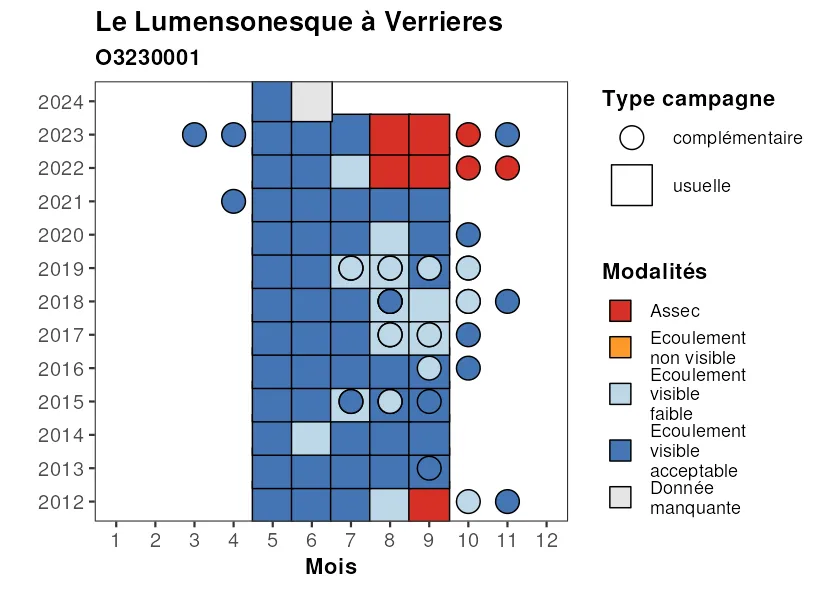 Le Lumensonesque à Verrieres
O3230001
2024
2023
2022
2021
2020
2019
2018
2017
2016
2015
2014
2013
2012
1 2 3 4 5 6 7 8 9 10 11 12
Mois
Type campagne
complémentaire
usuelle
Modalités
Assec
Ecoulement
non visible
Ecoulement
visible
faible
Ecoulement
visible
acceptable
Donnée
manquante